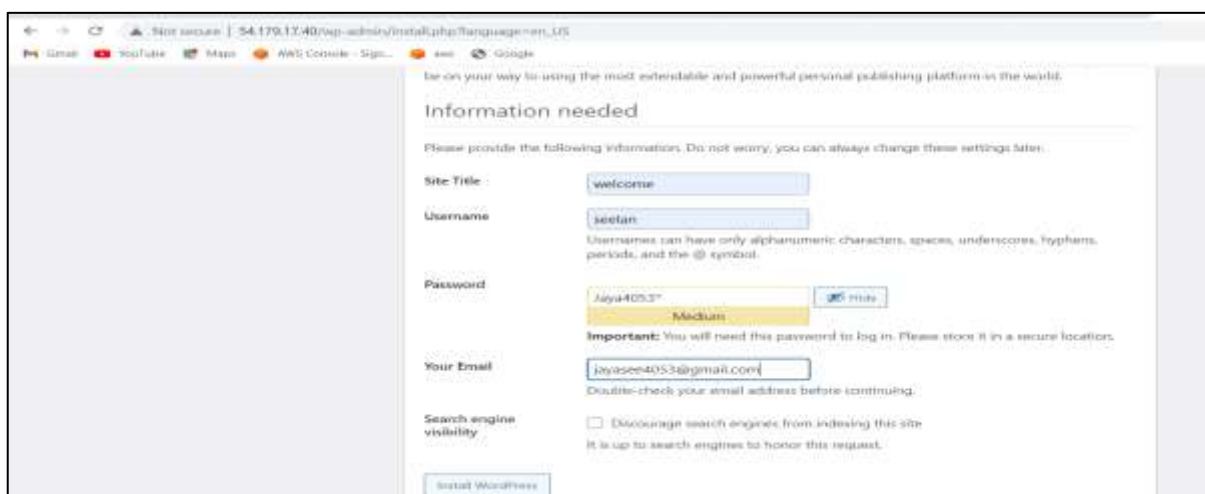 Not secure | 54.179.17.40/wp-admin/install.php?language=en_US
Gmail YouTube Maps AWS Console - Sign... aws Google
be on your way to using the most extendable and powerful personal publishing platform in the world.
Information needed
Please provide the following information. Do not worry, you can always change these settings later.
Site Title welcome
Username seetan
Usernames can have only alphanumeric characters, spaces, underscores, hyphens,
periods, and the @ symbol.
Password Jaya4053* Hide
Medium
Important: You will need this password to log in. Please store it in a secure location.
Your Email jayasee4053@gmail.com
Double-check your email address before continuing.
Search engine
visibility
Discourage search engines from indexing this site
It is up to search engines to honor this request.
Install WordPress